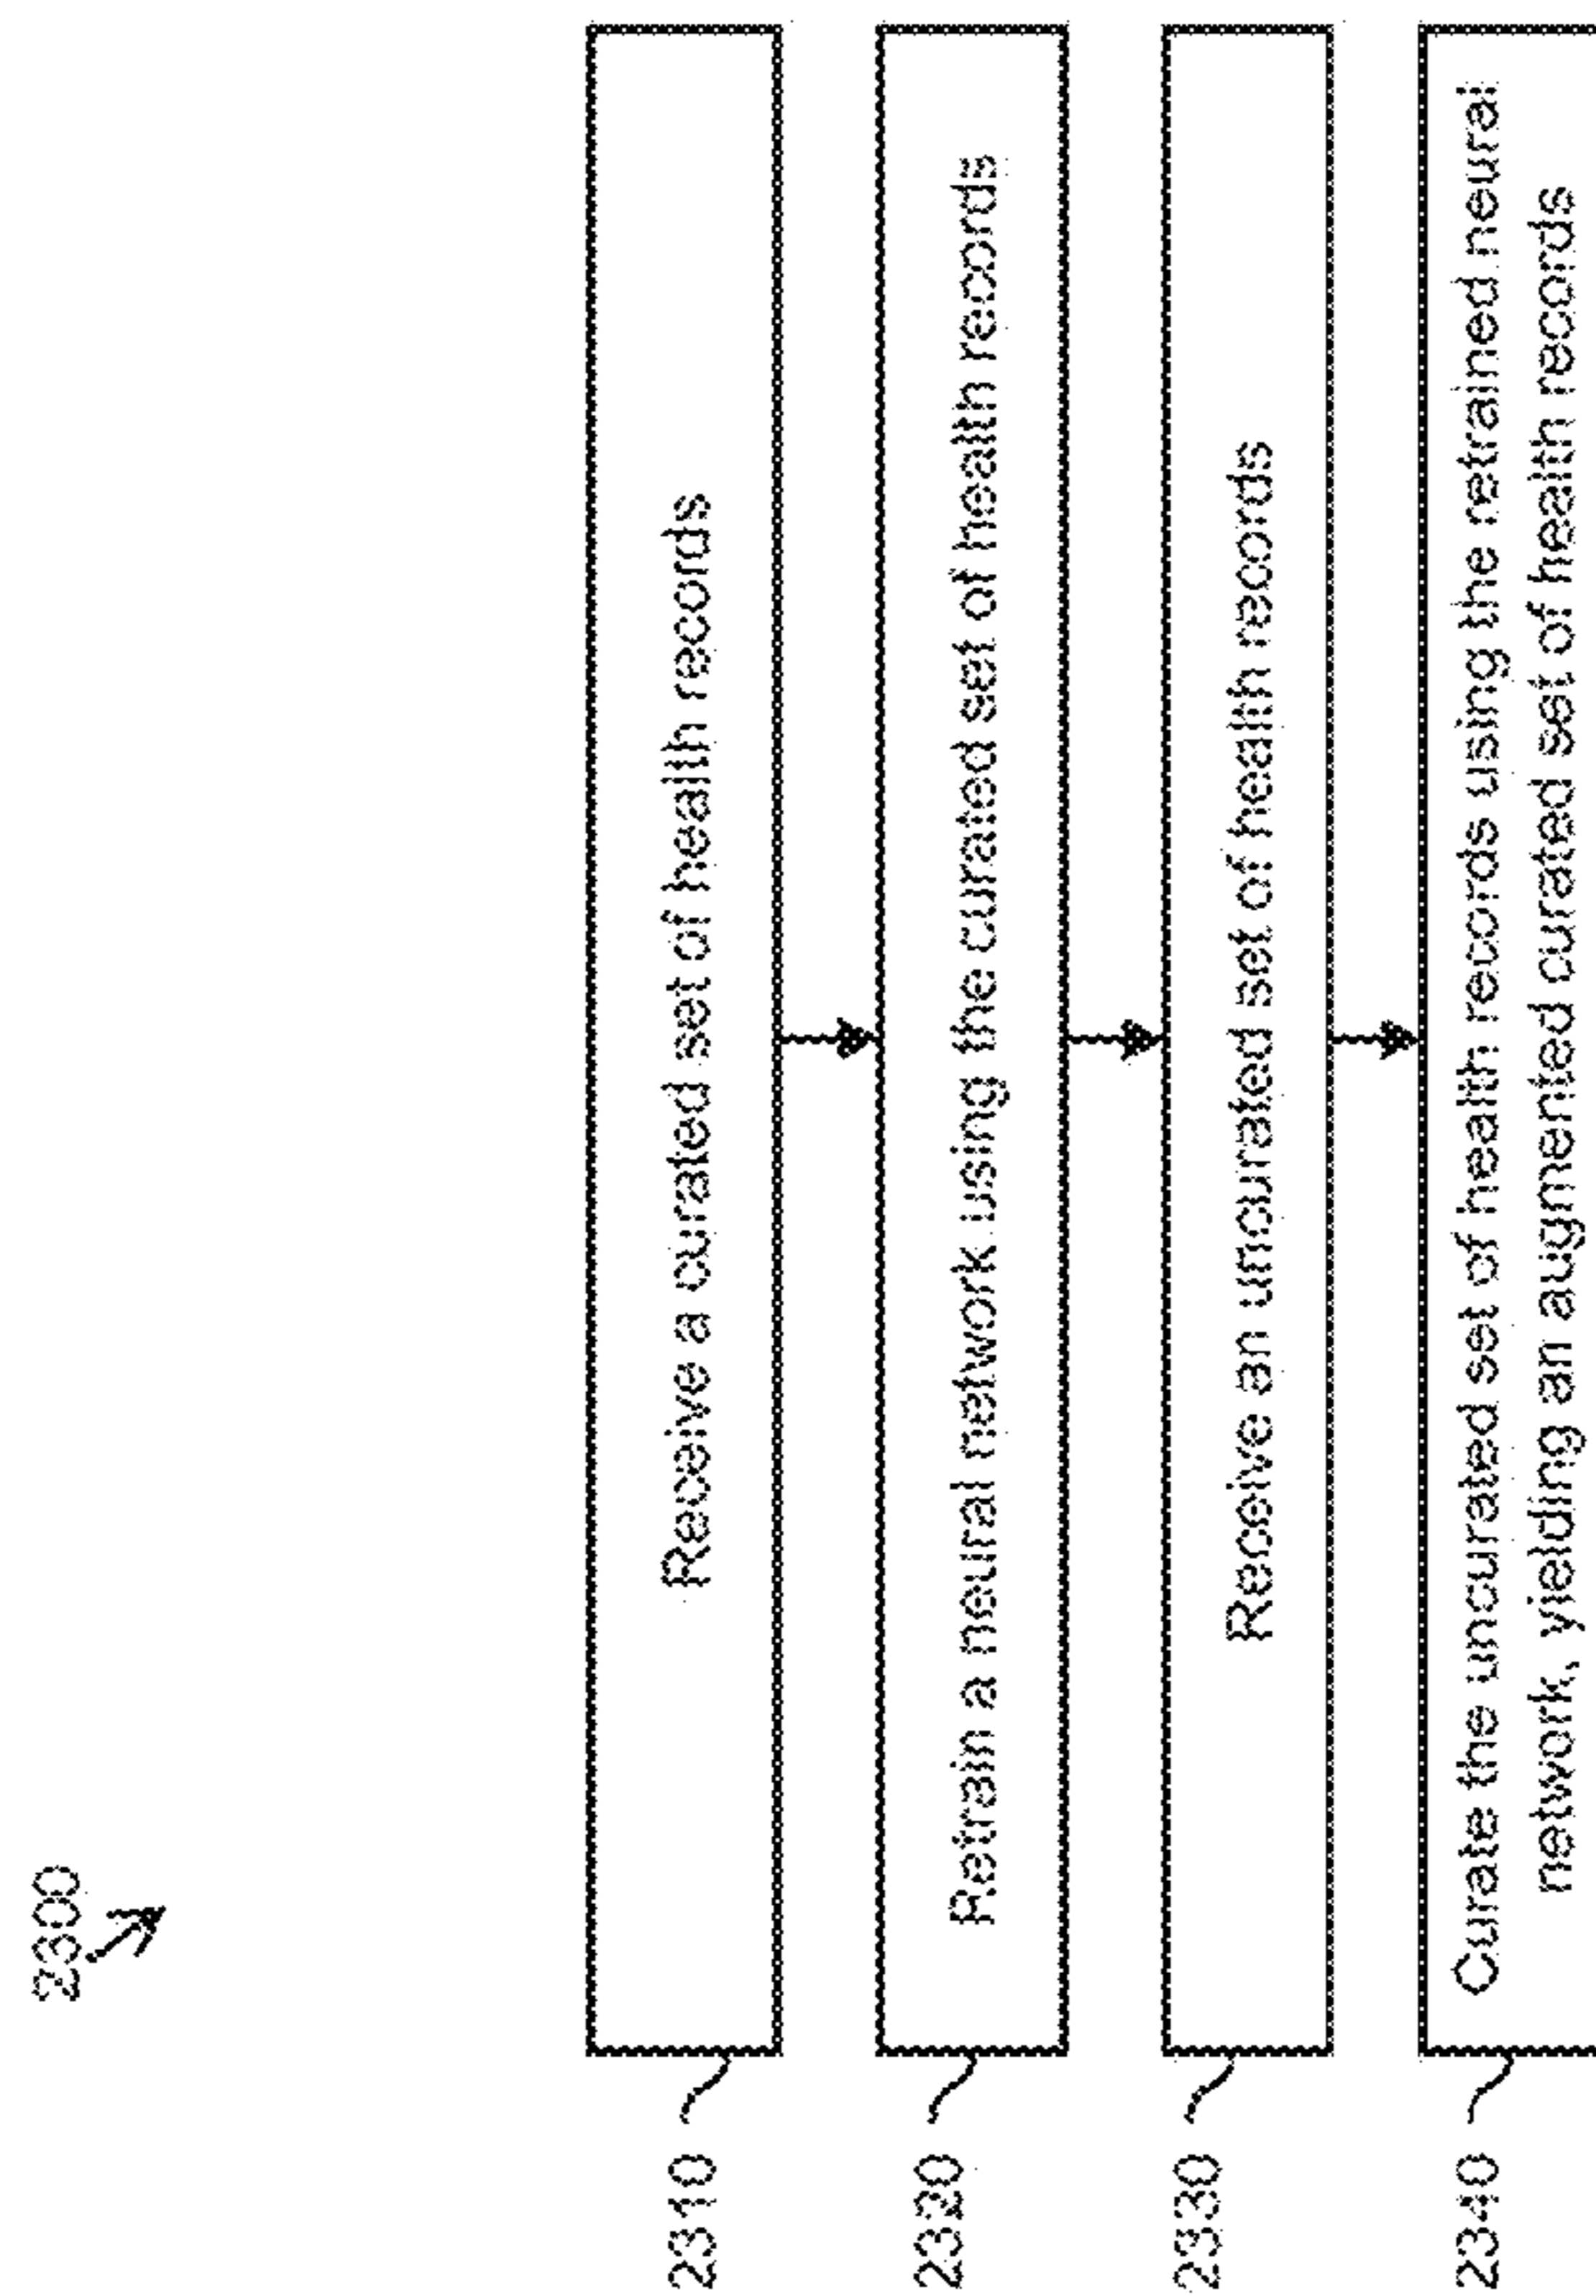 2300
2310
Receive a curated set of health records
2320
Retrain a neural network using the curated set of health records
2330
Receive an uncurated set of health records
2340
Curate the uncurated set of health records using the retrained neural
network, yielding an augmented curated set of health records